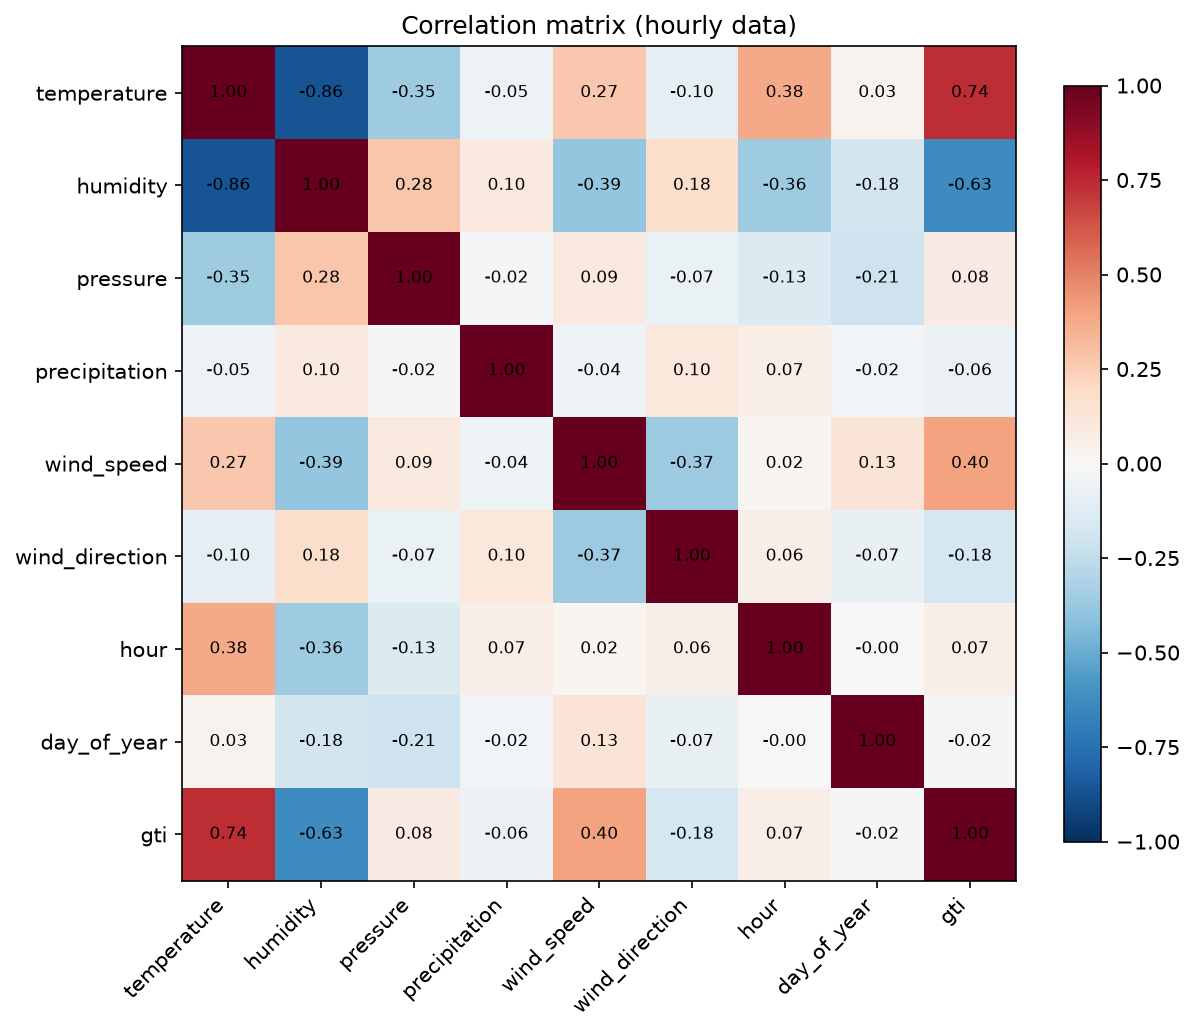 Correlation matrix (hourly data)
temperature 1.00 -0.86 -0.35 -0.05 0.27 -0.10 0.38 0.03 0.74
humidity -0.86 1.00 0.28 0.10 -0.39 0.18 -0.36 -0.18 -0.63
pressure -0.35 0.28 1.00 -0.02 0.09 -0.07 -0.13 -0.21 0.08
precipitation -0.05 0.10 -0.02 1.00 -0.04 0.10 0.07 -0.02 -0.06
wind_speed 0.27 -0.39 0.09 -0.04 1.00 -0.37 0.02 0.13 0.40
wind_direction -0.10 0.18 -0.07 0.10 -0.37 1.00 0.06 -0.07 -0.18
hour 0.38 -0.36 -0.13 0.07 0.02 0.06 1.00 -0.00 0.07
day_of_year 0.03 -0.18 -0.21 -0.02 0.13 -0.07 -0.00 1.00 -0.02
gti 0.74 -0.63 0.08 -0.06 0.40 -0.18 0.07 -0.02 1.00
temperature humidity pressure precipitation wind_speed wind_direction hour day_of_year gti
1.00
0.75
0.50
0.25
0.00
−0.25
−0.50
−0.75
−1.00